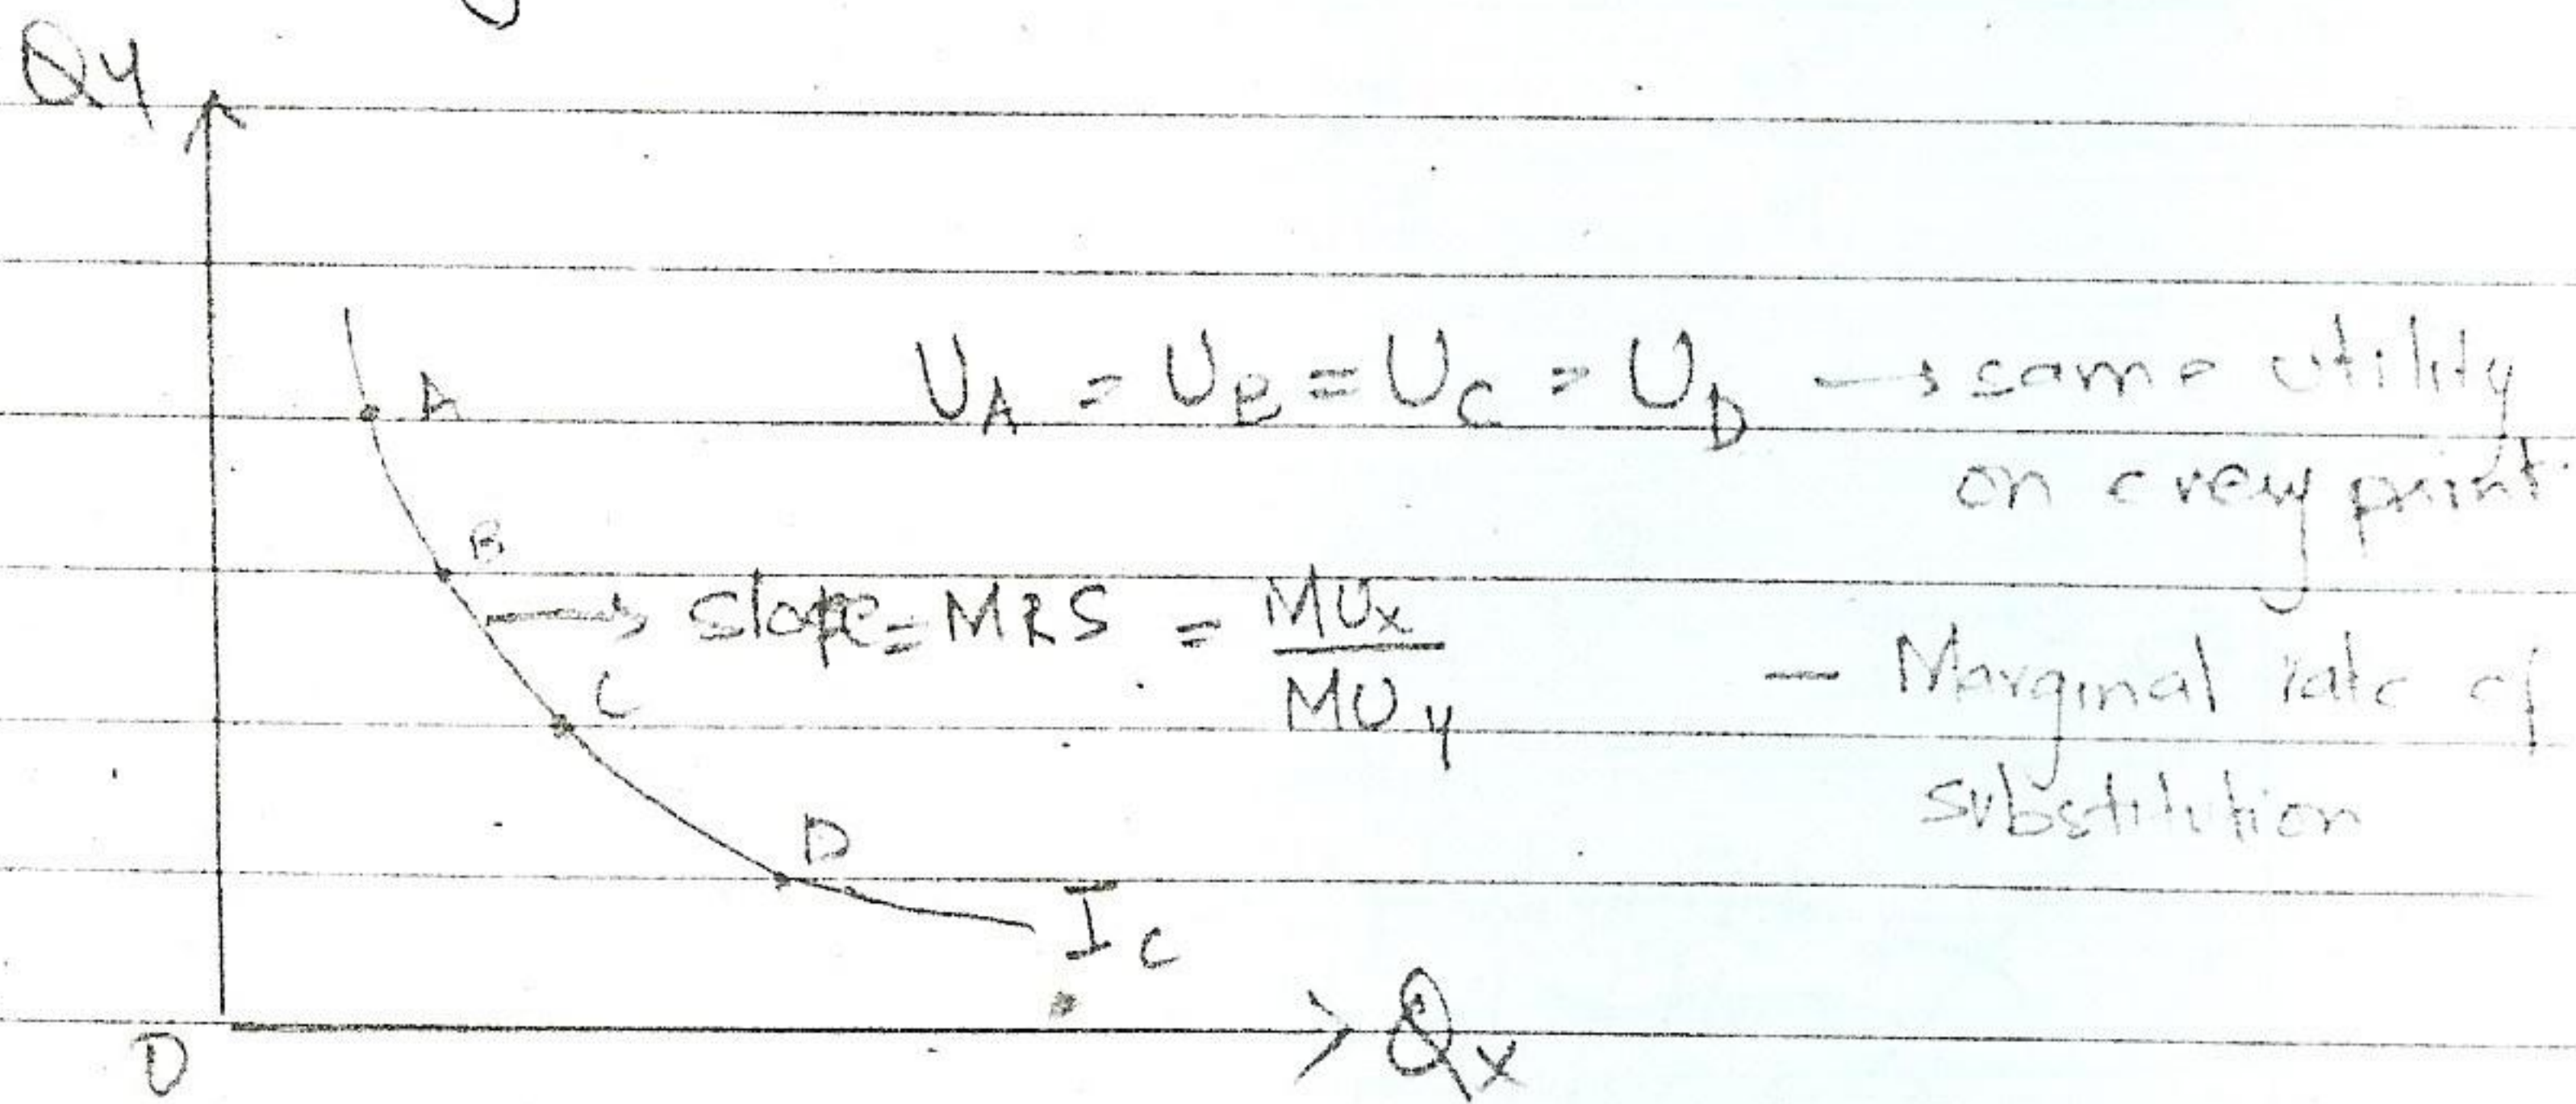 Qy
A
U_A = U_B = U_C = U_D → same utility
on every point
B
→ slope = MRS = MUx / MUy — Marginal rate of
substitution
C
D
Ic
O
Qx